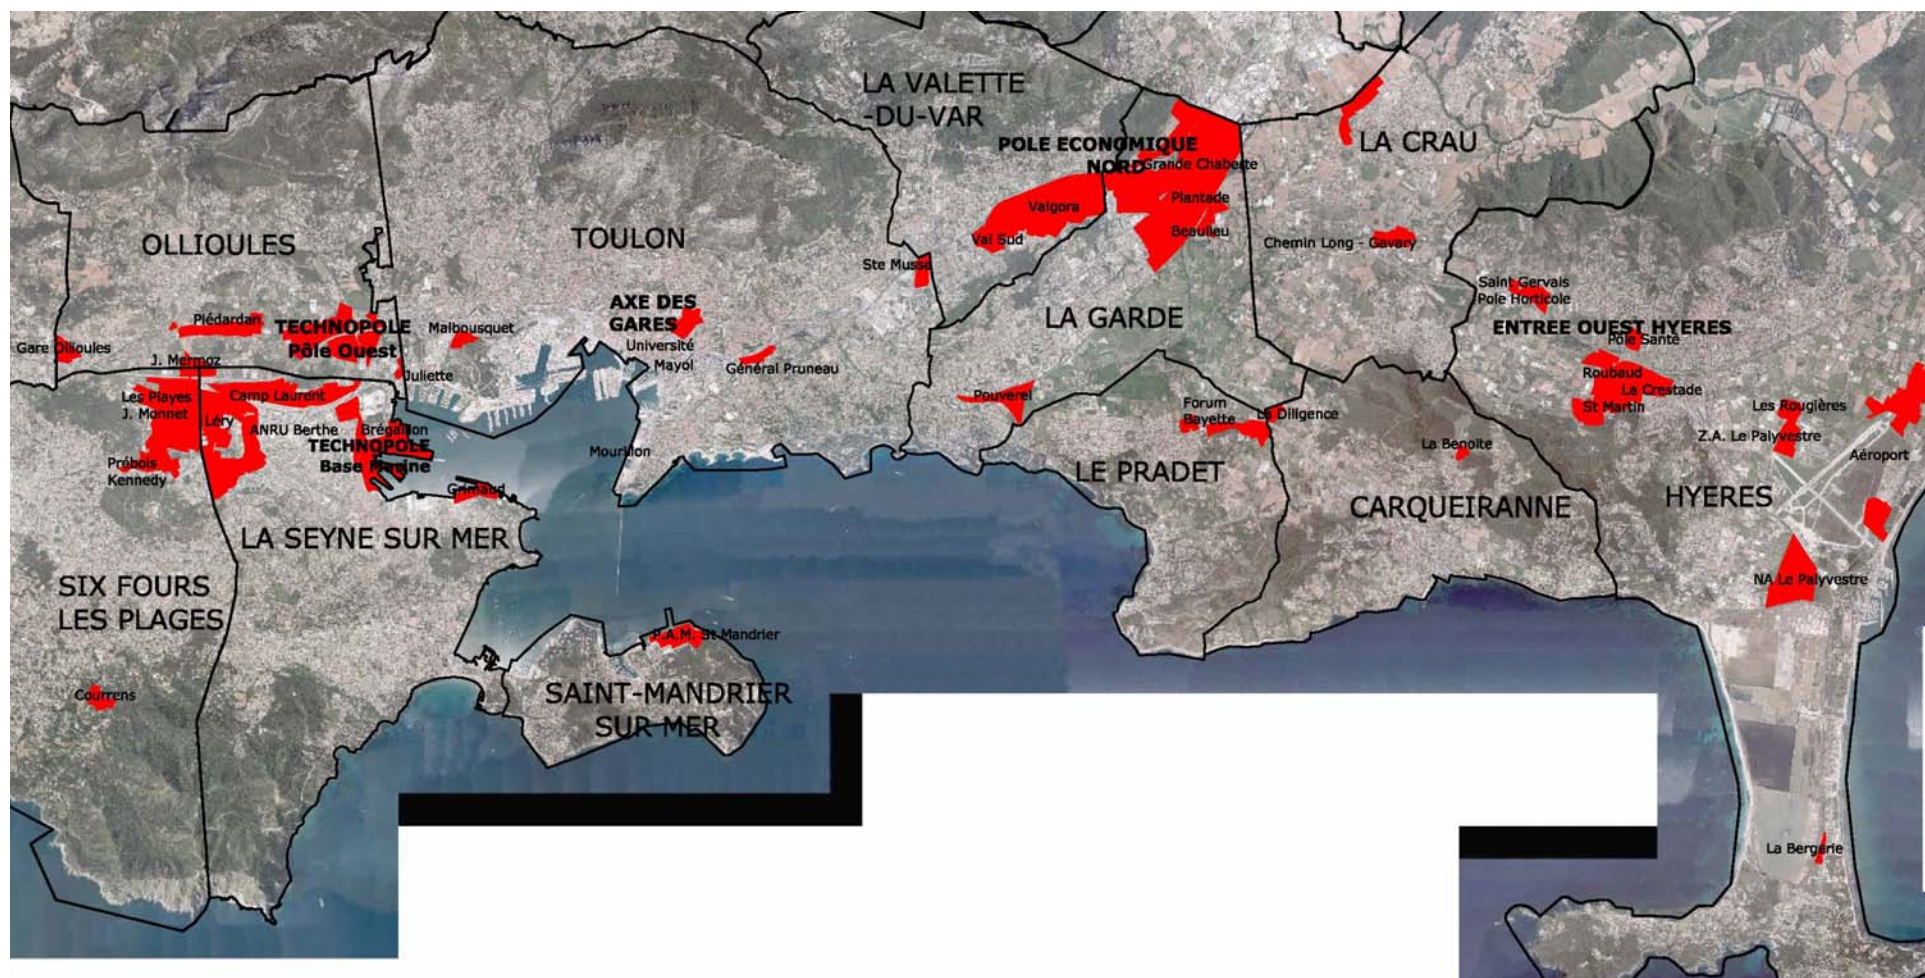 LA VALETTE
-DU-VAR
POLE ECONOMIQUE
NORD
Grande Chaberte
LA CRAU
Plantade
Valgora
Beaulieu
Val Sud
Chemin Long - Gavary
OLLIOULES
TOULON
Ste Musse
Saint Gervais
Pole Horticole
AXE DES
GARES
LA GARDE
Piédardan
TECHNOPOLE
Pôle Ouest
Malbousquet
ENTREE OUEST HYERES
Pôle Santé
Gare Ollioules
Université
Mayol
Général Pruneau
J. Mermoz
Juliette
Roubaud
La Crestade
St Martin
Les Playes
J. Monnet
Camp Laurent
Pouverel
Forum
Bayette
La Diligence
Les Rougières
Léry
ANRU Berthe
Brégaillon
TECHNOPOLE
Base Marine
Mourillon
La Benoite
Z.A. Le Palyvestre
Aéroport
Prébois
Kennedy
Grimaud
LE PRADET
CARQUEIRANNE
HYERES
LA SEYNE SUR MER
SIX FOURS
LES PLAGES
NA Le Palyvestre
P.A.M. St Mandrier
Courrens
SAINT-MANDRIER
SUR MER
La Bergerie